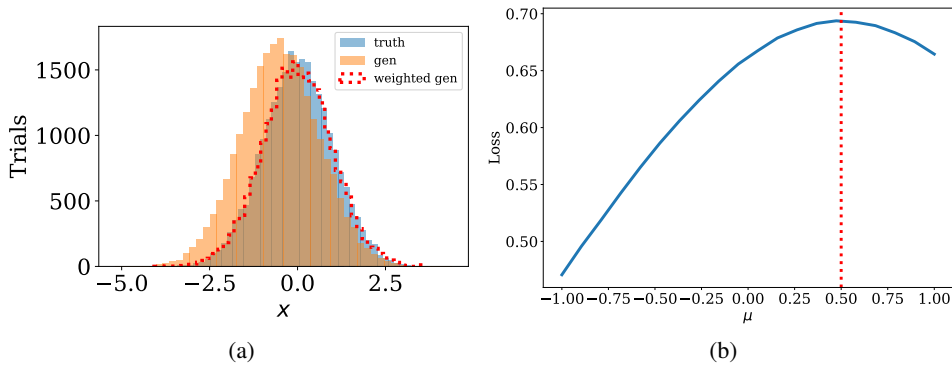 truth
gen
weighted gen
1500
1000
500
0
Trials
−5.0 −2.5 0.0 2.5
x
(a)
0.70
0.65
0.60
0.55
0.50
Loss
−1.00 −0.75 −0.50 −0.25 0.00 0.25 0.50 0.75 1.00
μ
(b)